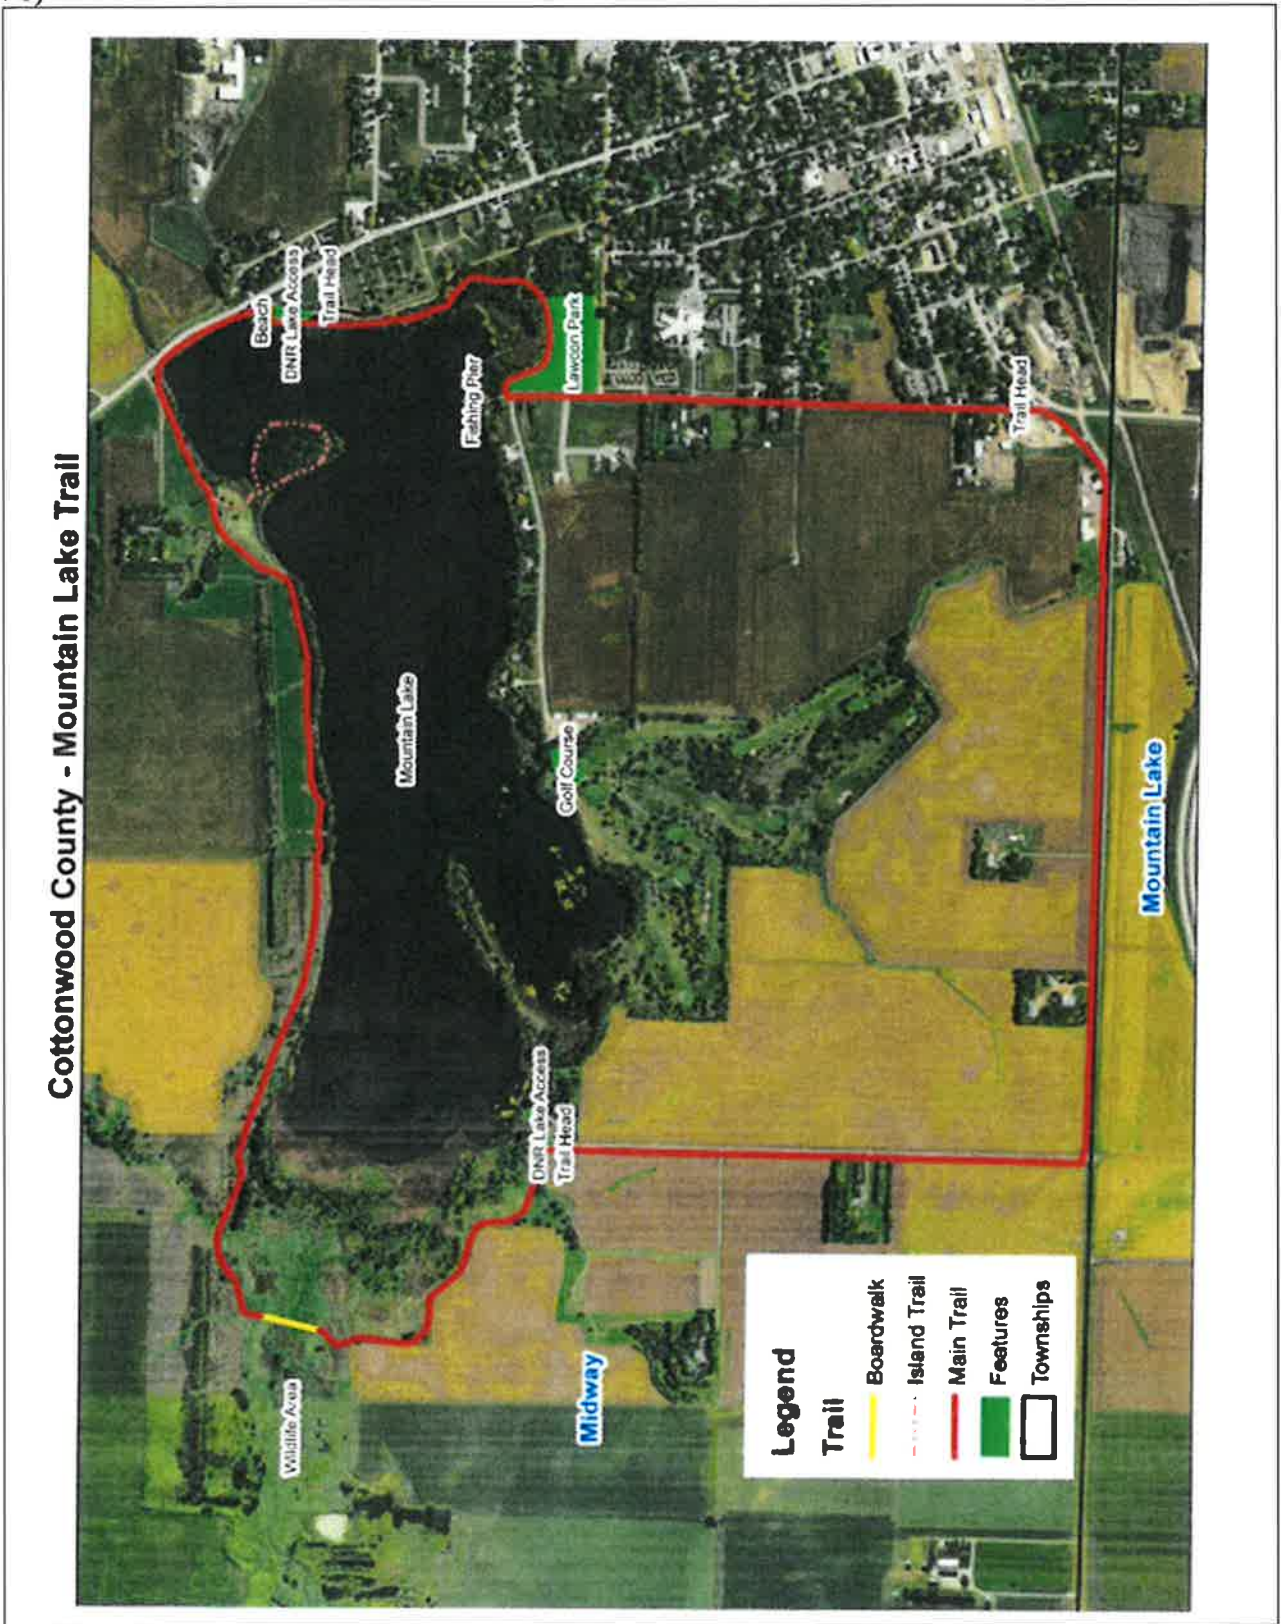 Cottonwood County - Mountain Lake Trail
Beach
DNR Lake Access
Trail Head
Fishing Pier
Lawcon Park
Trail Head
Mountain Lake
Golf Course
DNR Lake Access
Trail Head
Wildlife Area
Midway
Mountain Lake
Legend
Trail
Boardwalk
Island Trail
Main Trail
Features
Townships